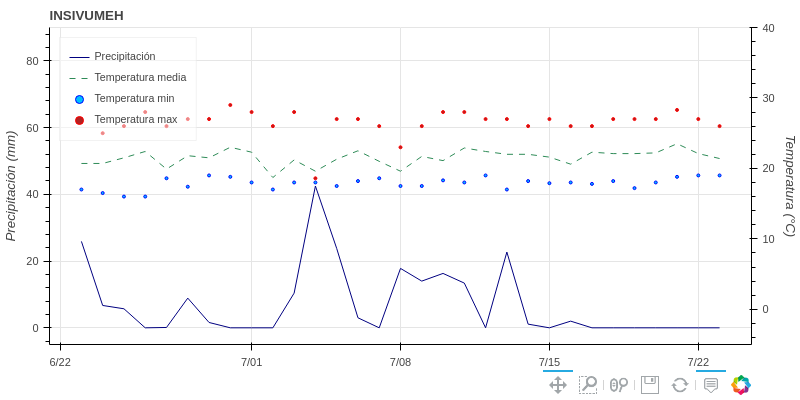 INSIVUMEH
Precipitación
Temperatura media
Temperatura min
Temperatura max
Precipitación (mm)
80
60
40
20
0
Temperatura (°C)
40
30
20
10
0
6/22
7/01
7/08
7/15
7/22